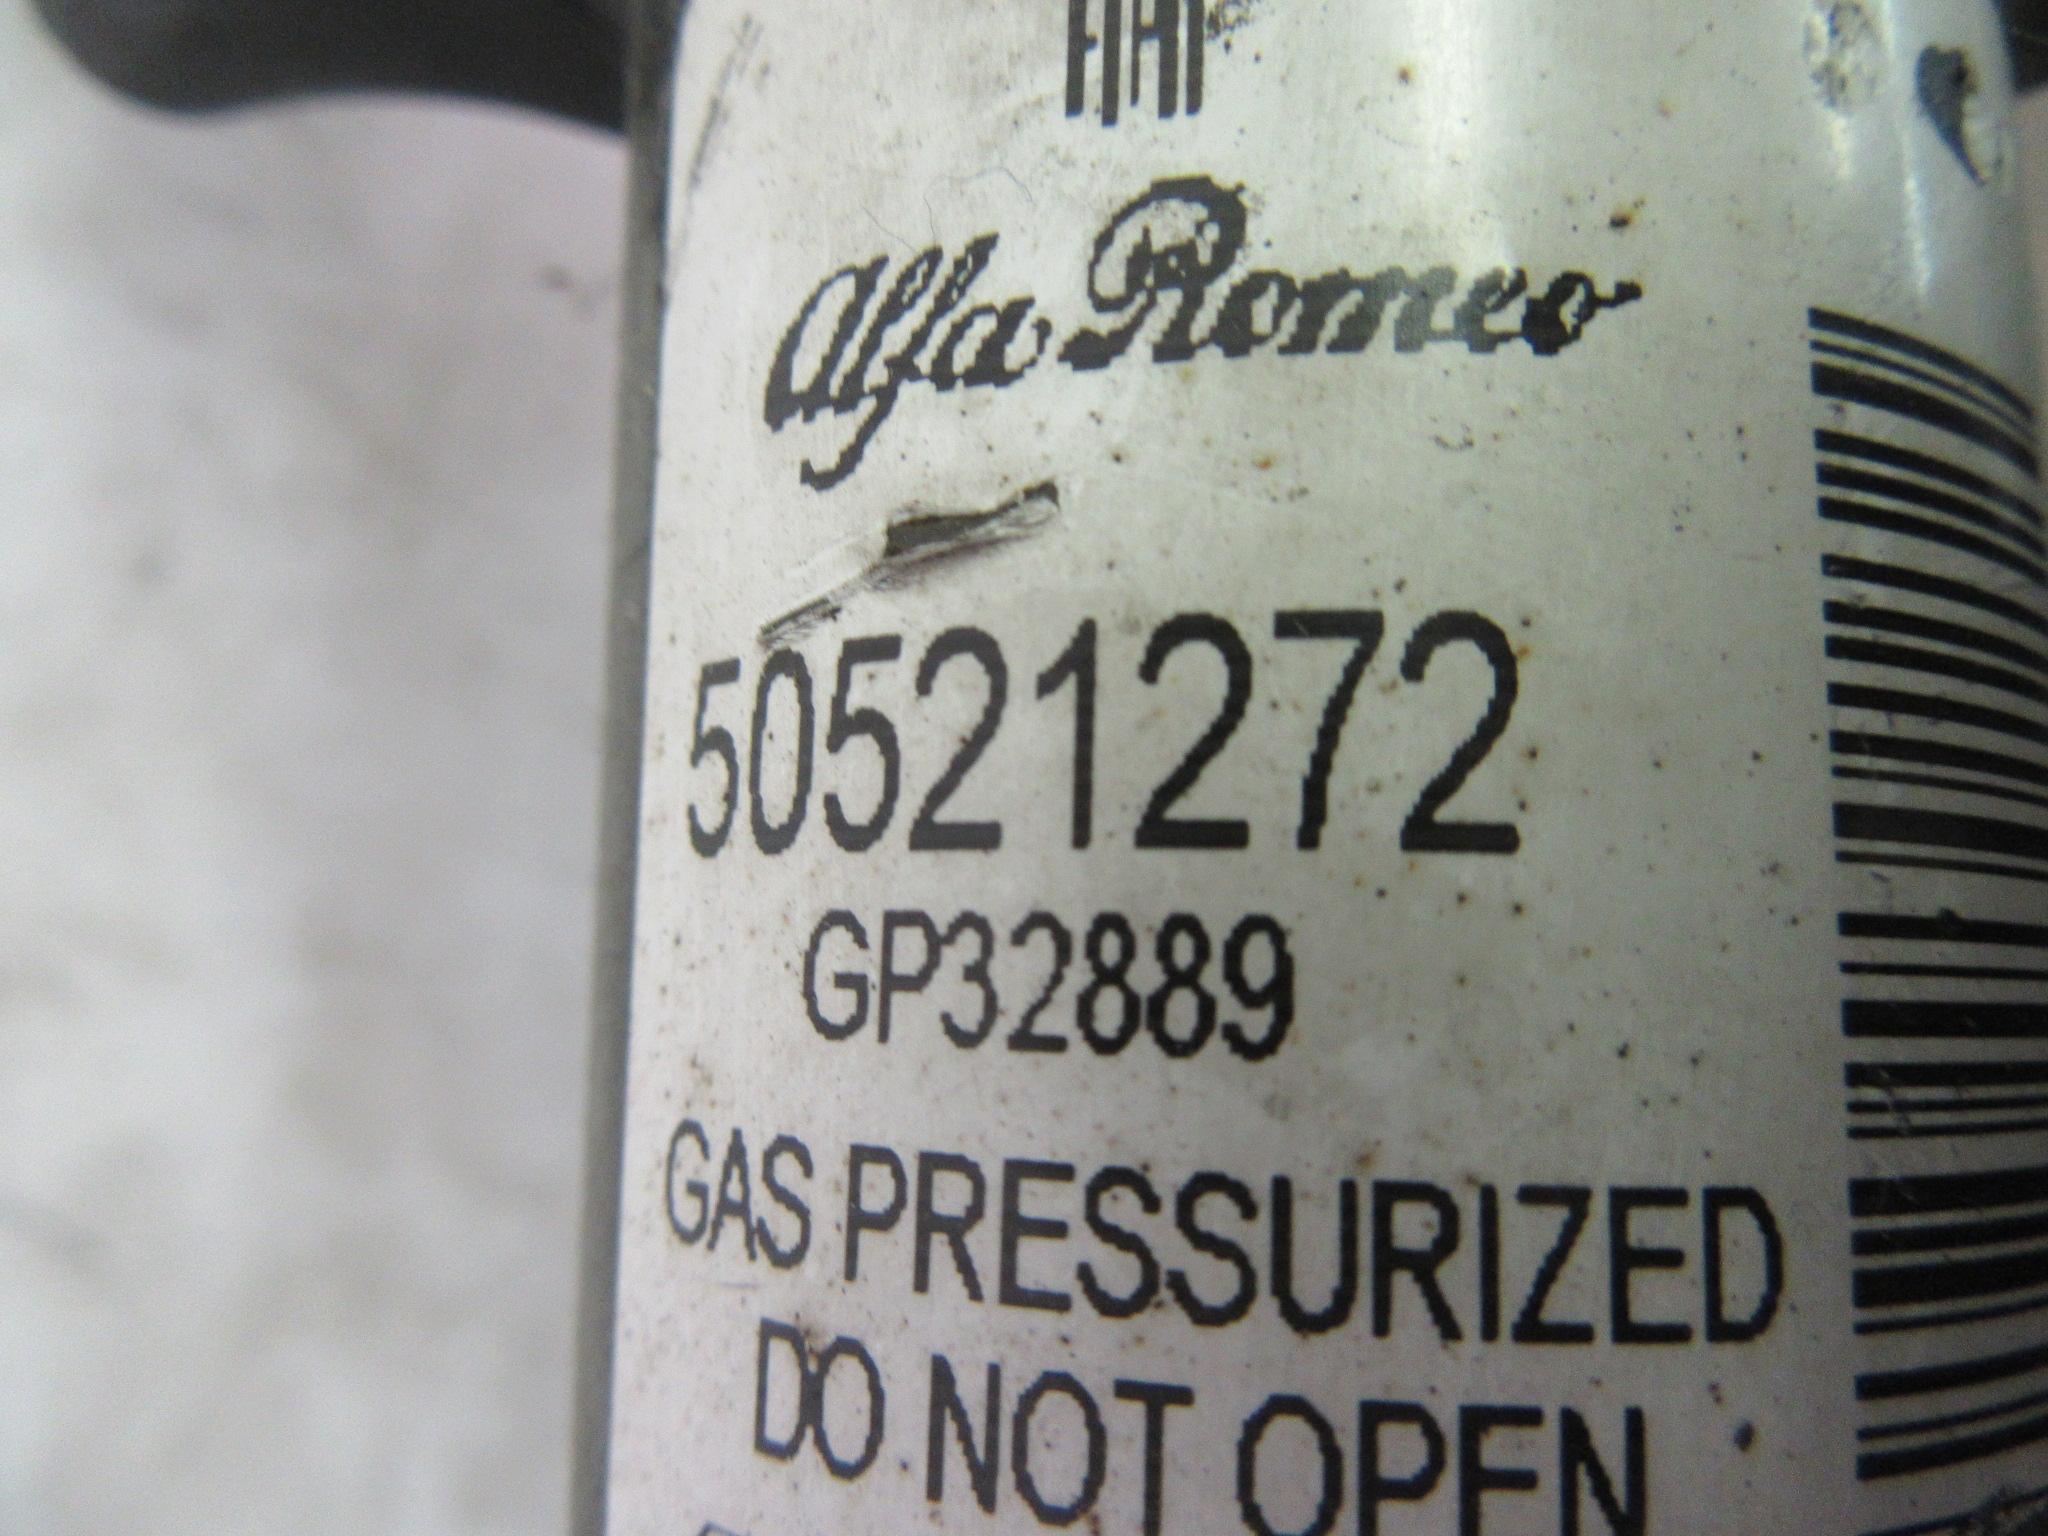 FIAT
Alfa Romeo
50521272
GP32889
GAS PRESSURIZED
DO NOT OPEN